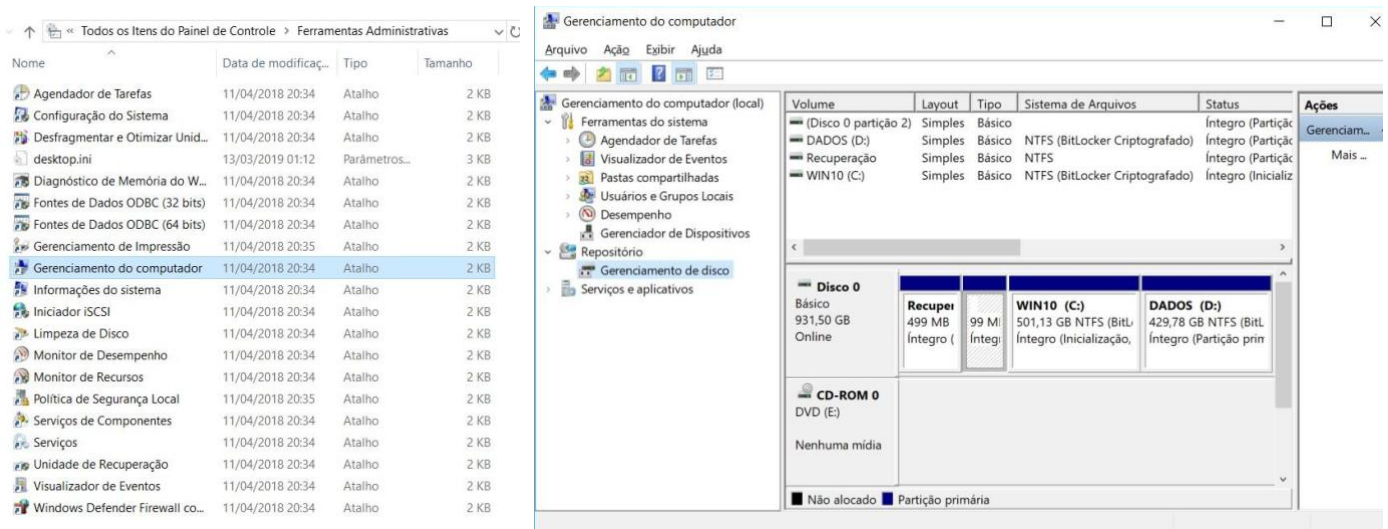 « Todos os Itens do Painel de Controle > Ferramentas Administrativas
Nome Data de modificaç... Tipo Tamanho
Agendador de Tarefas 11/04/2018 20:34 Atalho 2 KB
Configuração do Sistema 11/04/2018 20:34 Atalho 2 KB
Desfragmentar e Otimizar Unid... 11/04/2018 20:34 Atalho 2 KB
desktop.ini 13/03/2019 01:12 Parâmetros... 3 KB
Diagnóstico de Memória do W... 11/04/2018 20:34 Atalho 2 KB
Fontes de Dados ODBC (32 bits) 11/04/2018 20:34 Atalho 2 KB
Fontes de Dados ODBC (64 bits) 11/04/2018 20:34 Atalho 2 KB
Gerenciamento de Impressão 11/04/2018 20:35 Atalho 2 KB
Gerenciamento do computador 11/04/2018 20:34 Atalho 2 KB
Informações do sistema 11/04/2018 20:34 Atalho 2 KB
Iniciador iSCSI 11/04/2018 20:34 Atalho 2 KB
Limpeza de Disco 11/04/2018 20:34 Atalho 2 KB
Monitor de Desempenho 11/04/2018 20:34 Atalho 2 KB
Monitor de Recursos 11/04/2018 20:34 Atalho 2 KB
Política de Segurança Local 11/04/2018 20:35 Atalho 2 KB
Serviços de Componentes 11/04/2018 20:34 Atalho 2 KB
Serviços 11/04/2018 20:34 Atalho 2 KB
Unidade de Recuperação 11/04/2018 20:34 Atalho 2 KB
Visualizador de Eventos 11/04/2018 20:34 Atalho 2 KB
Windows Defender Firewall co... 11/04/2018 20:34 Atalho 2 KB
Gerenciamento do computador
Arquivo Ação Exibir Ajuda
Gerenciamento do computador (local)
Ferramentas do sistema
Agendador de Tarefas
Visualizador de Eventos
Pastas compartilhadas
Usuários e Grupos Locais
Desempenho
Gerenciador de Dispositivos
Repositório
Gerenciamento de disco
Serviços e aplicativos
Volume Layout Tipo Sistema de Arquivos Status
(Disco 0 partição 2) Simples Básico Íntegro (Partiçã
DADOS (D:) Simples Básico NTFS (BitLocker Criptografado) Íntegro (Partiçã
Recuperação Simples Básico NTFS Íntegro (Partiçã
WIN10 (C:) Simples Básico NTFS (BitLocker Criptografado) Íntegro (Inicializ
Disco 0
Básico
931,50 GB
Online
Recuper
499 MB
Íntegro (
99 M
Íntegr
WIN10 (C:)
501,13 GB NTFS (BitL
Íntegro (Inicialização,
DADOS (D:)
429,78 GB NTFS (BitL
Íntegro (Partição prin
CD-ROM 0
DVD (E:)
Nenhuma mídia
Não alocado Partição primária
Ações
Gerenciam...
Mais ...